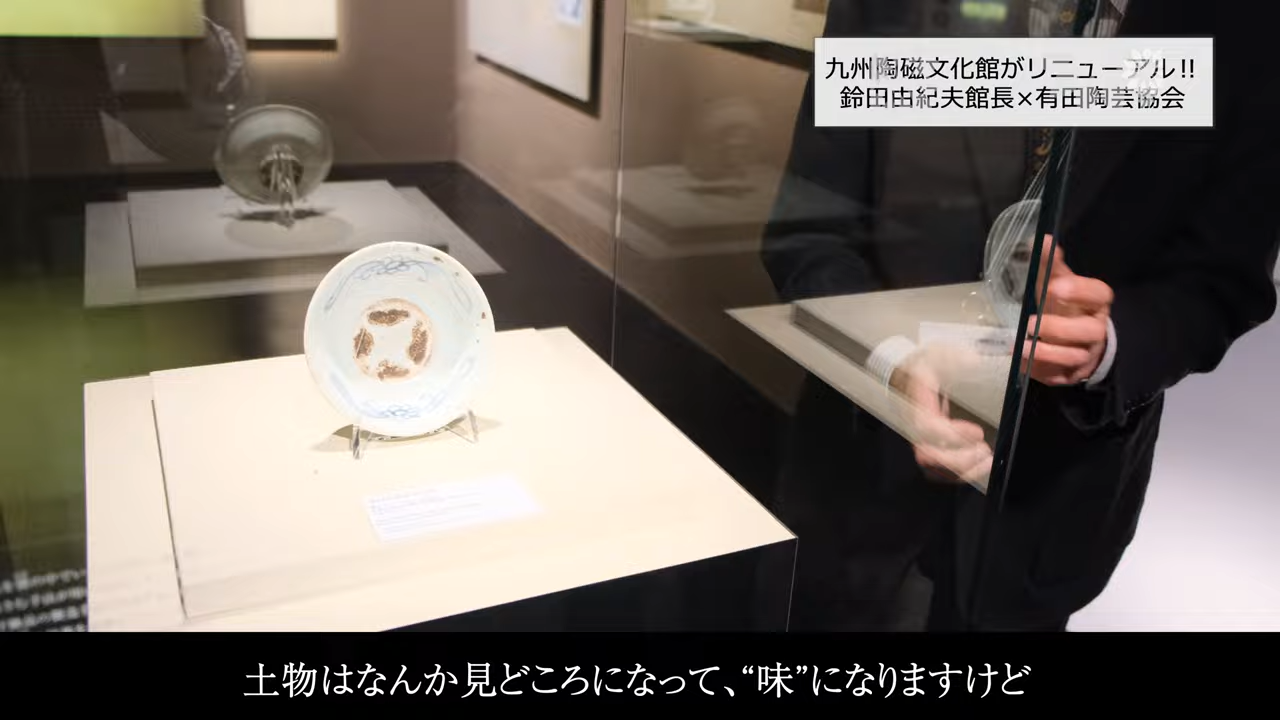 九州陶磁文化館がリニューアル!!
鈴田由紀夫館長×有田陶芸協会
土物はなんか見どころになって、“味”になりますけど